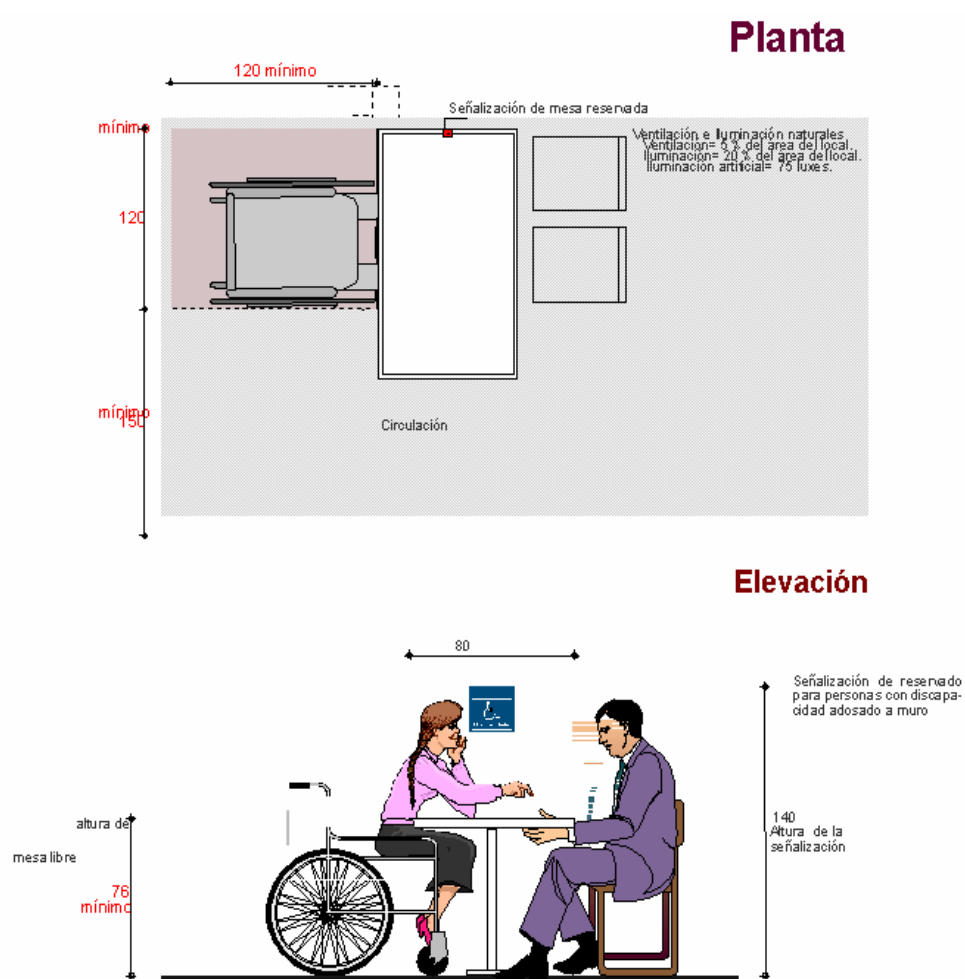 Planta
120 mínimo
Señalización de mesa reservada
mínimo
Ventilación e Iluminación naturales
Ventilación= 5 % del área del local.
Iluminación= 20 % del área del local.
Iluminación artificial= 75 luxes.
120
mínimo
150
Circulación
Elevación
80
Señalización de reservado
para personas con discapa-
cidad adosado a muro
altura de
mesa libre
76
mínimo
140
Altura de la
señalización